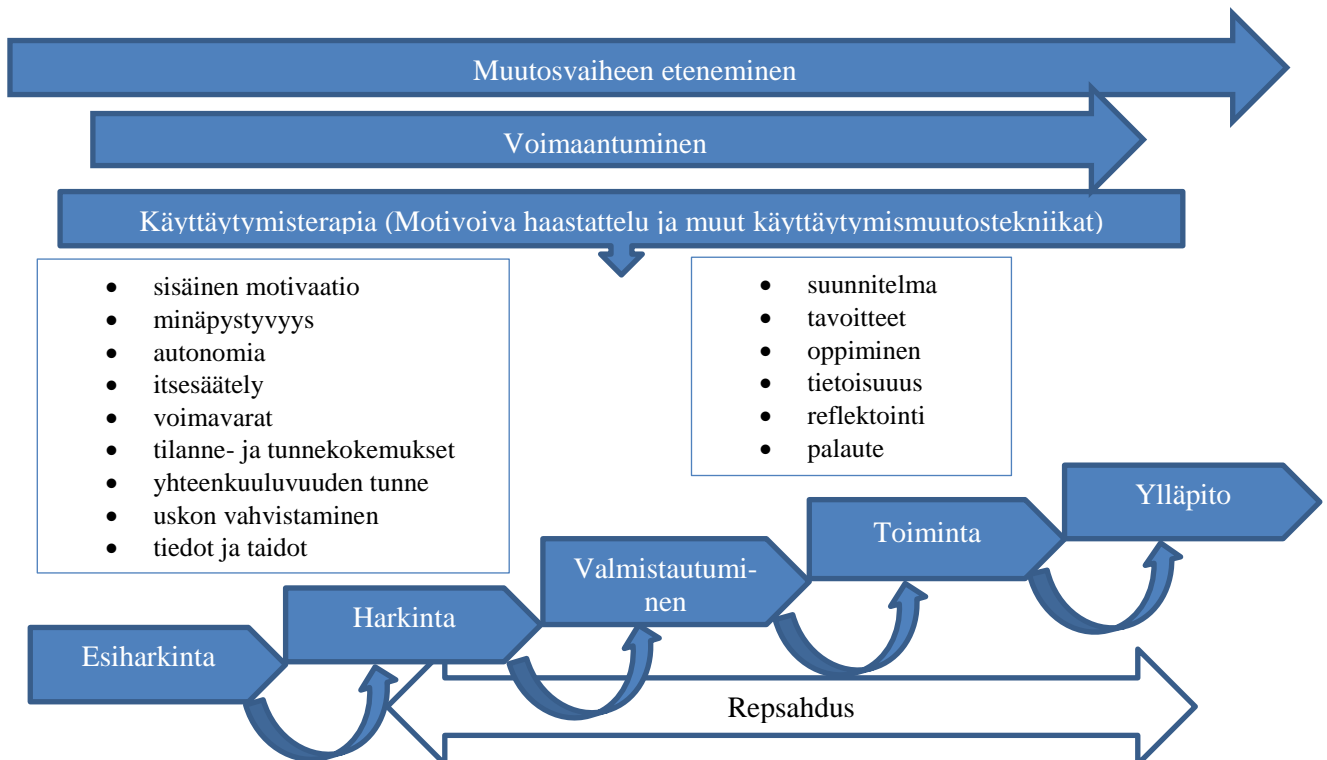 Muutosvaiheen eteneminen
Voimaantuminen
Käyttäytymisterapia (Motivoiva haastattelu ja muut käyttäytymismuutostekniikat)
• sisäinen motivaatio
• minäpystyvyys
• autonomia
• itsesäätely
• voimavarat
• tilanne- ja tunnekokemukset
• yhteenkuuluvuuden tunne
• uskon vahvistaminen
• tiedot ja taidot
• suunnitelma
• tavoitteet
• oppiminen
• tietoisuuus
• reflektointi
• palaute
Esiharkinta
Harkinta
Valmistautumi-
nen
Toiminta
Ylläpito
Repsahdus